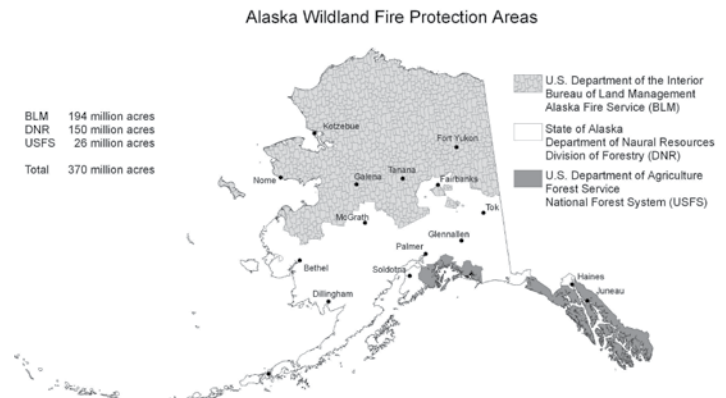 Alaska Wildland Fire Protection Areas
BLM 194 million acres
DNR 150 million acres
USFS 26 million acres
Total 370 million acres
U.S. Department of the Interior
Bureau of Land Management
Alaska Fire Service (BLM)
State of Alaska
Department of Naural Resources
Division of Forestry (DNR)
U.S. Department of Agriculture
Forest Service
National Forest System (USFS)
Kotzebue
Fort Yukon
Nome
Galena
Tanana
Fairbanks
McGrath
Tok
Glennallen
Palmer
Bethel
Soldotna
Haines
Juneau
Dillingham